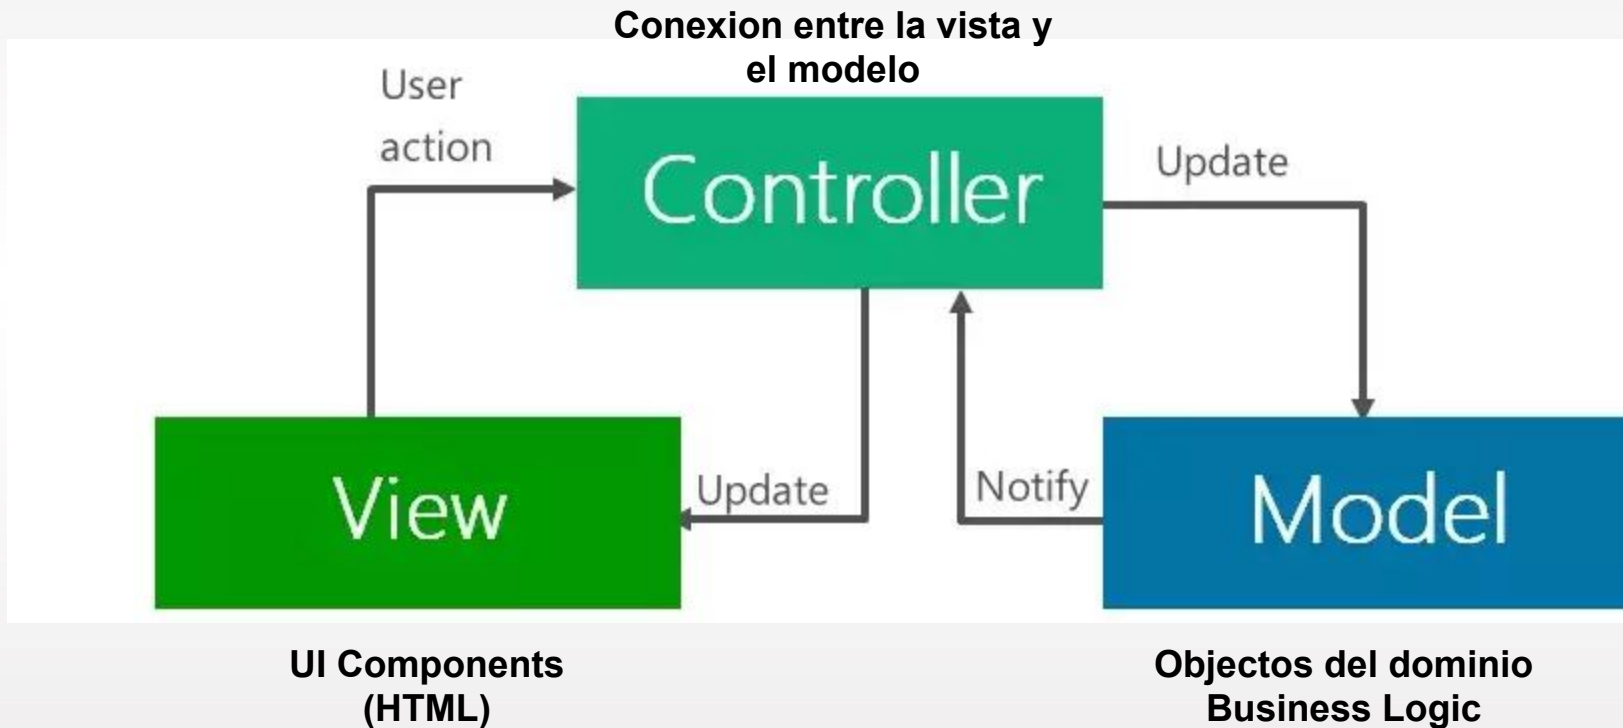 Conexion entre la vista y
el modelo
User
action
Controller
Update
View
Update
Notify
Model
UI Components
(HTML)
Objectos del dominio
Business Logic